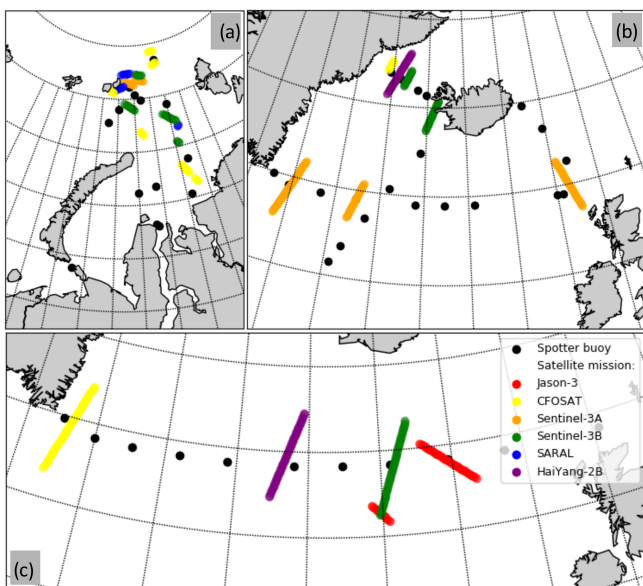 (a)
(b)
Spotter buoy
Satellite mission:
Jason-3
CFOSAT
Sentinel-3A
Sentinel-3B
SARAL
HaiYang-2B
(c)